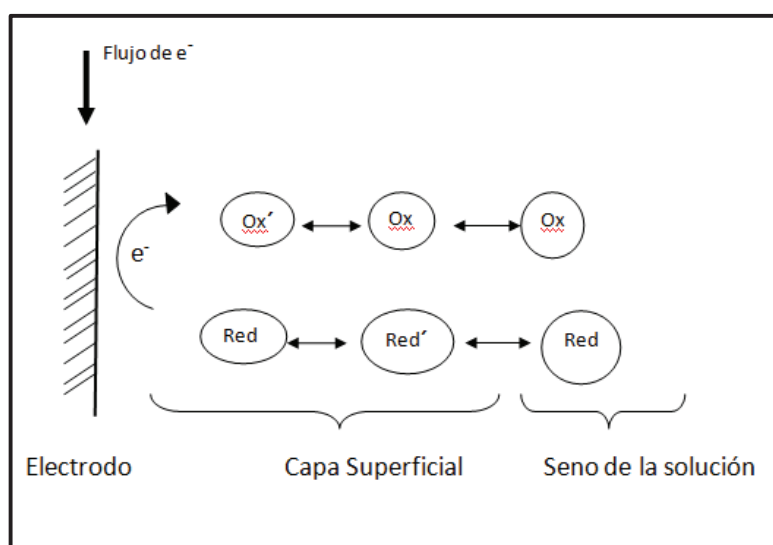 Flujo de e⁻
Ox´ Ox Ox
e⁻
Red Red´ Red
Electrodo Capa Superficial Seno de la solución